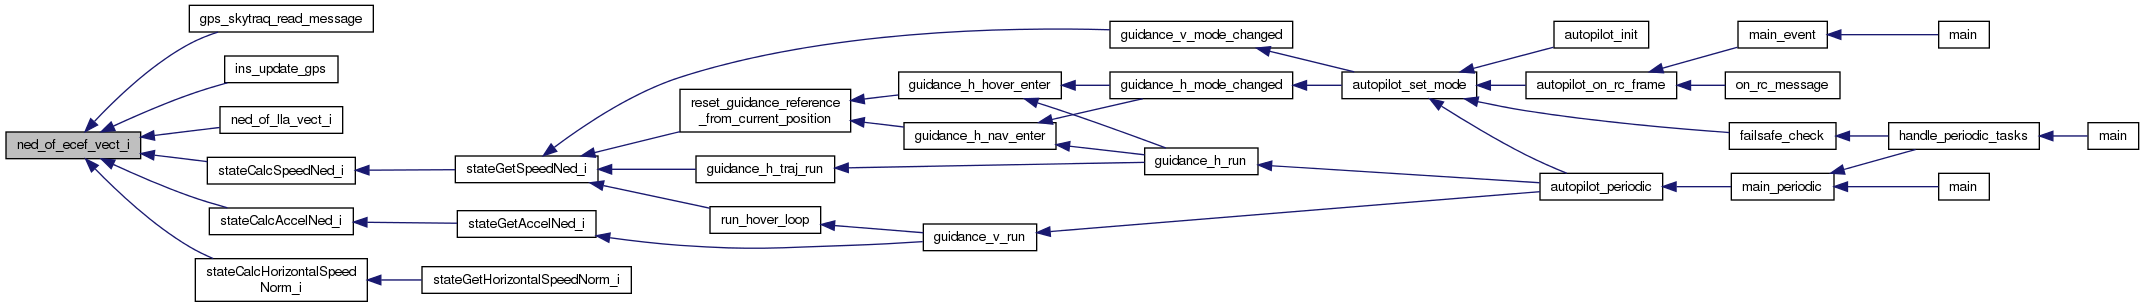 gps_skytraq_read_message
ins_update_gps
ned_of_lla_vect_i
ned_of_ecef_vect_i
stateCalcSpeedNed_i
stateCalcAccelNed_i
stateCalcHorizontalSpeed
Norm_i
stateGetSpeedNed_i
stateGetAccelNed_i
stateGetHorizontalSpeedNorm_i
reset_guidance_reference
_from_current_position
guidance_h_traj_run
run_hover_loop
guidance_h_hover_enter
guidance_h_nav_enter
guidance_v_run
guidance_v_mode_changed
guidance_h_mode_changed
guidance_h_run
autopilot_set_mode
autopilot_init
autopilot_on_rc_frame
autopilot_periodic
main_event
on_rc_message
failsafe_check
main_periodic
main
handle_periodic_tasks
main
main